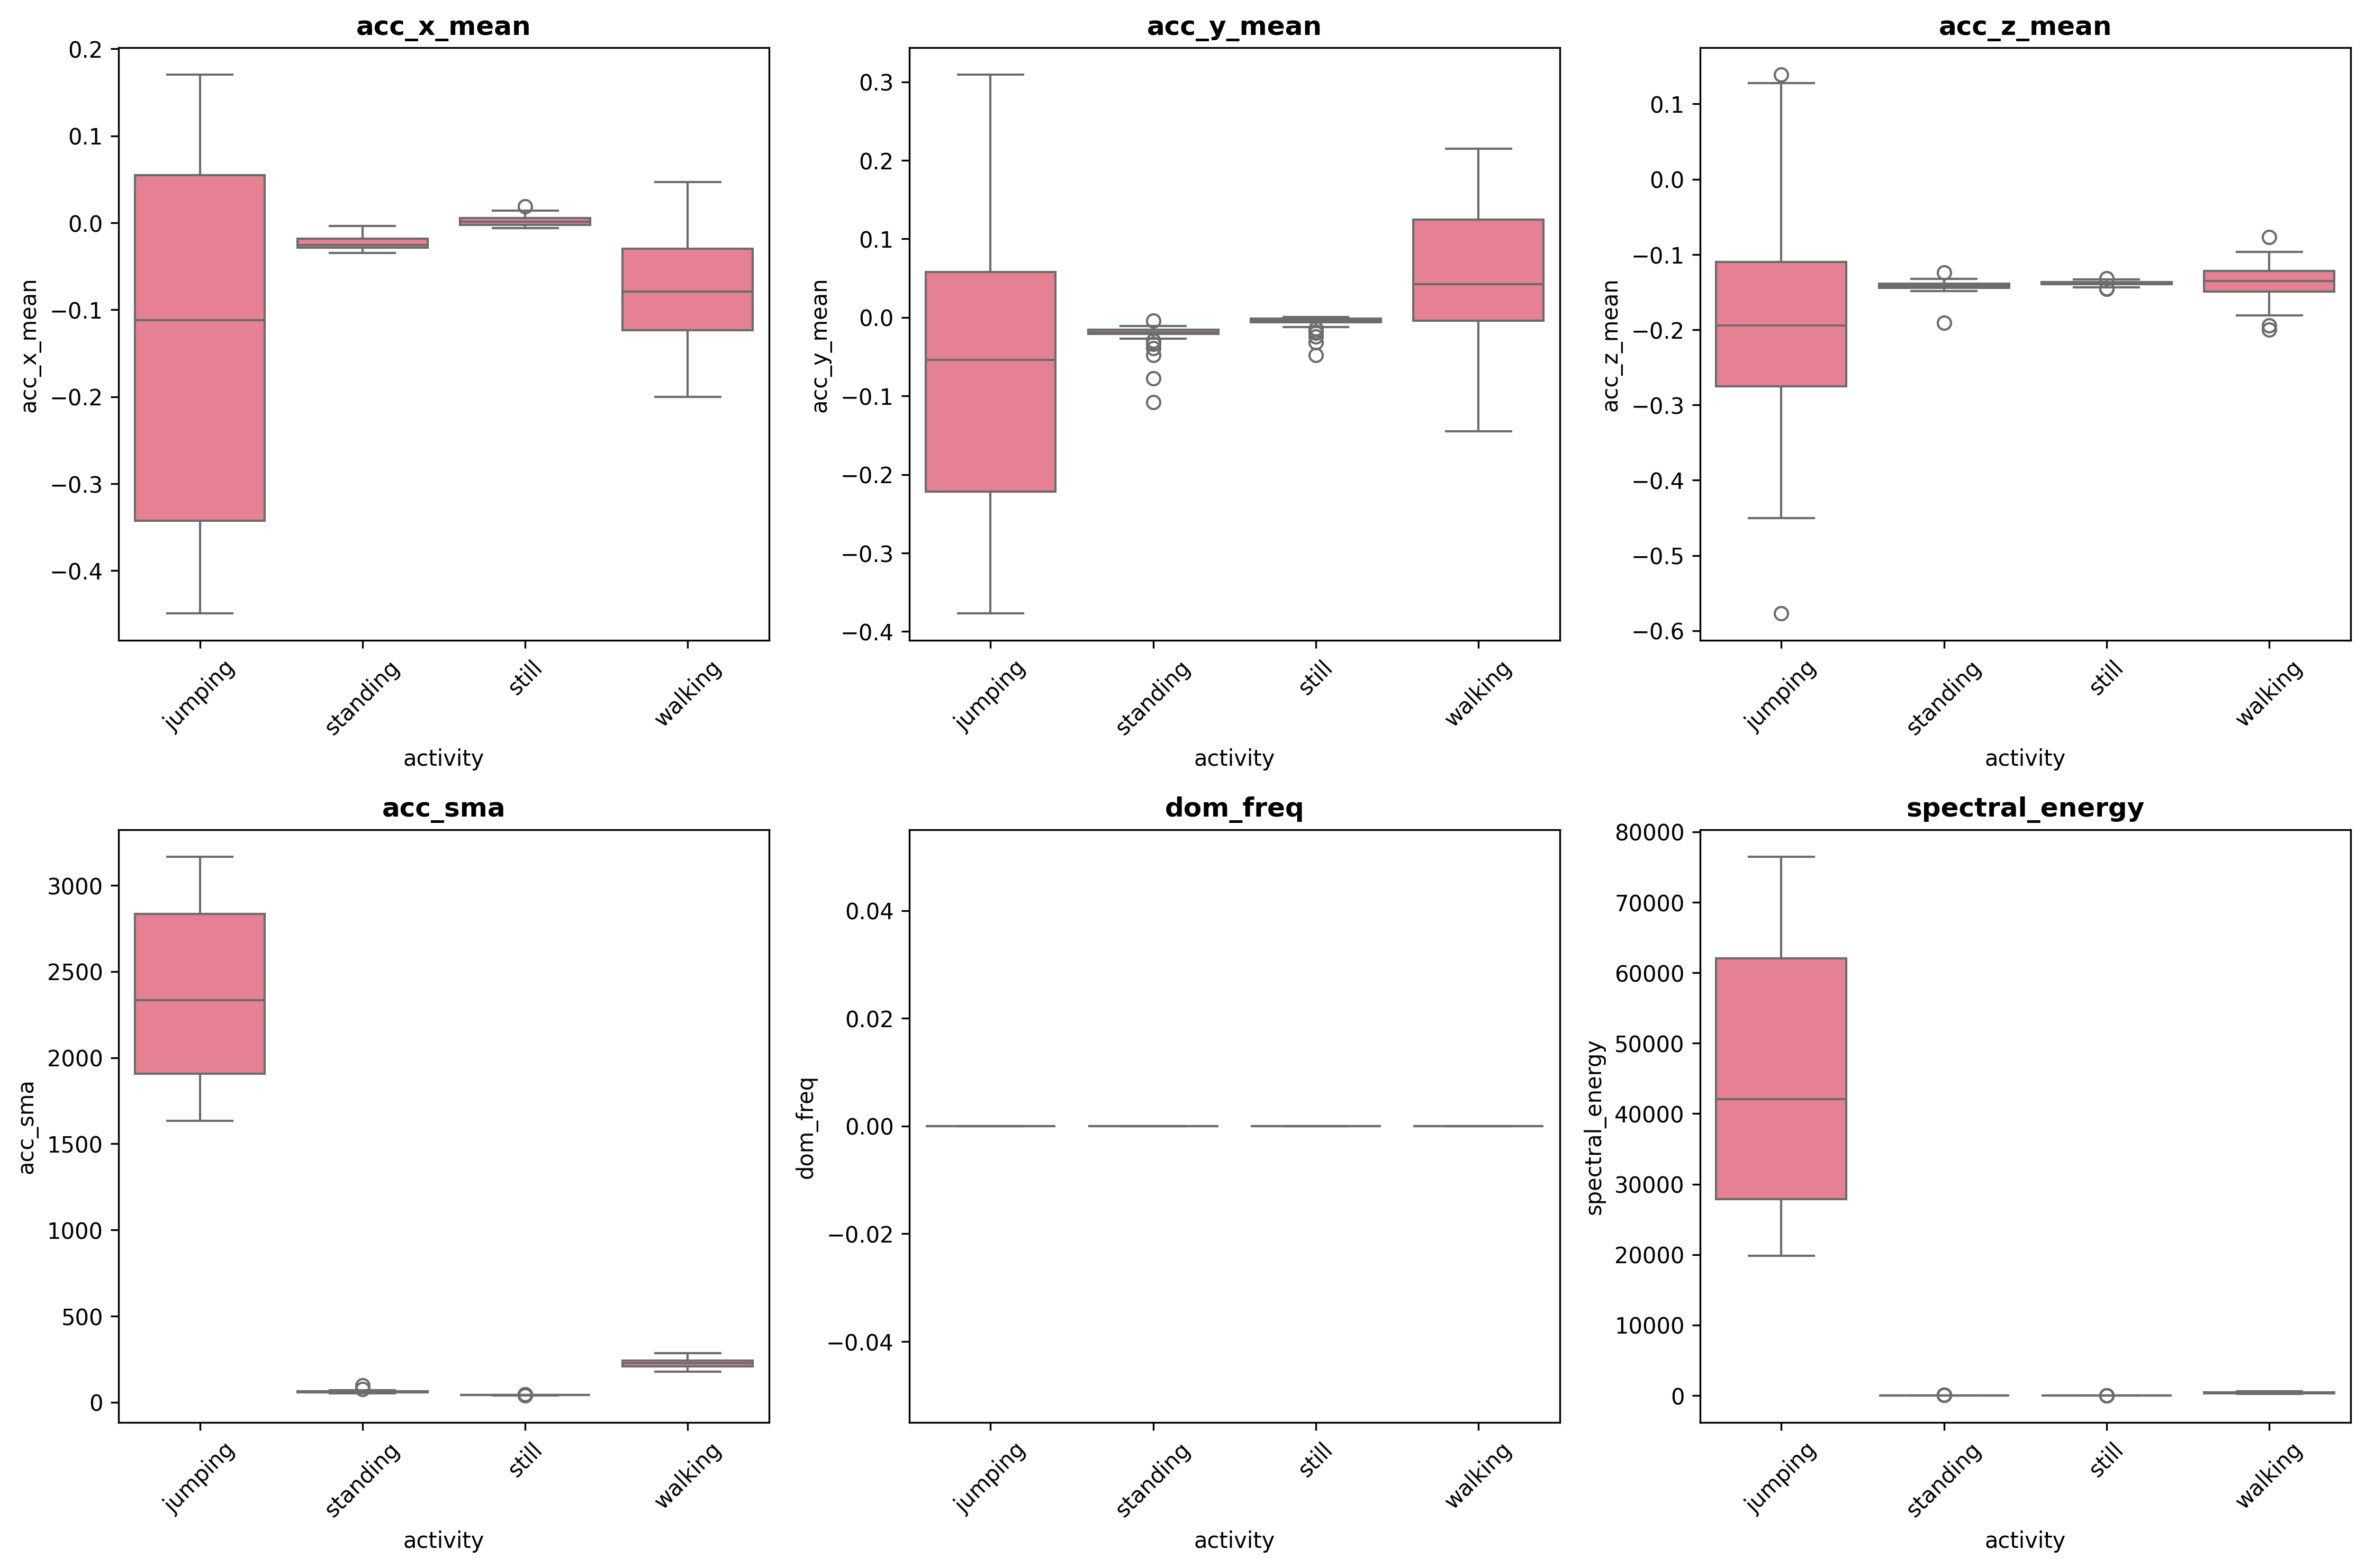 acc_x_mean
0.2
0.1
0.0
−0.1
−0.2
−0.3
−0.4
acc_x_mean
jumping
standing
still
walking
activity
acc_y_mean
0.3
0.2
0.1
0.0
−0.1
−0.2
−0.3
−0.4
acc_y_mean
jumping
standing
still
walking
activity
acc_z_mean
0.1
0.0
−0.1
−0.2
−0.3
−0.4
−0.5
−0.6
acc_z_mean
jumping
standing
still
walking
activity
acc_sma
3000
2500
2000
1500
1000
500
0
acc_sma
jumping
standing
still
walking
activity
dom_freq
0.04
0.02
0.00
−0.02
−0.04
dom_freq
jumping
standing
still
walking
activity
spectral_energy
80000
70000
60000
50000
40000
30000
20000
10000
0
spectral_energy
jumping
standing
still
walking
activity